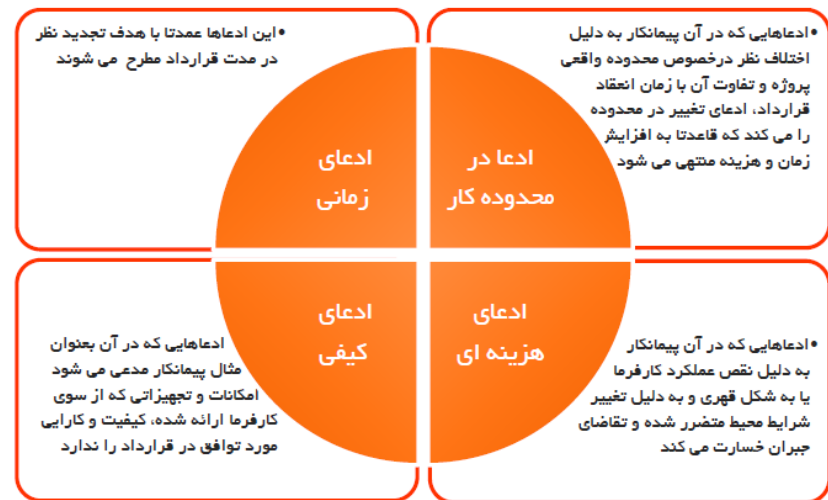 •ادعاهایی که در آن پیمانکار به دلیل
اختلاف نظر درخصوص محدوده واقعی
پروژه و تفاوت آن با زمان انعقاد
قرارداد، ادعای تغییر در محدوده
را می کند که قاعدتا به افزایش
زمان و هزینه منتهی می شود
ادعا در
محدوده کار
•این ادعاها عمدتا با هدف تجدید نظر
در مدت قرارداد مطرح می شوند
ادعای
زمانی
ادعای
هزینه ای
•ادعاهایی که در آن پیمانکار
به دلیل نقص عملکرد کارفرما
یا به شکل قهری و به دلیل تغییر
شرایط محیط متضرر شده و تقاضای
جبران خسارت می کند
ادعای
کیفی
ادعاهایی که در آن بعنوان
مثال پیمانکار مدعی می شود
امکانات و تجهیزاتی که از سوی
کارفرما ارائه شده، کیفیت و کارایی
مورد توافق در قرارداد را ندارد